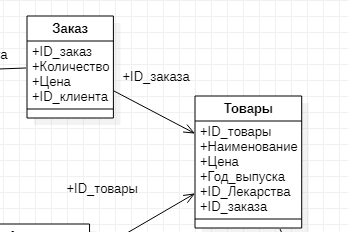 Заказ
+ID_заказ
+Количество
+Цена
+ID_клиента
а
+ID_заказа
Товары
+ID_товары
+Наименование
+Цена
+Год_выпуска
+ID_Лекарства
+ID_заказа
+ID_товары